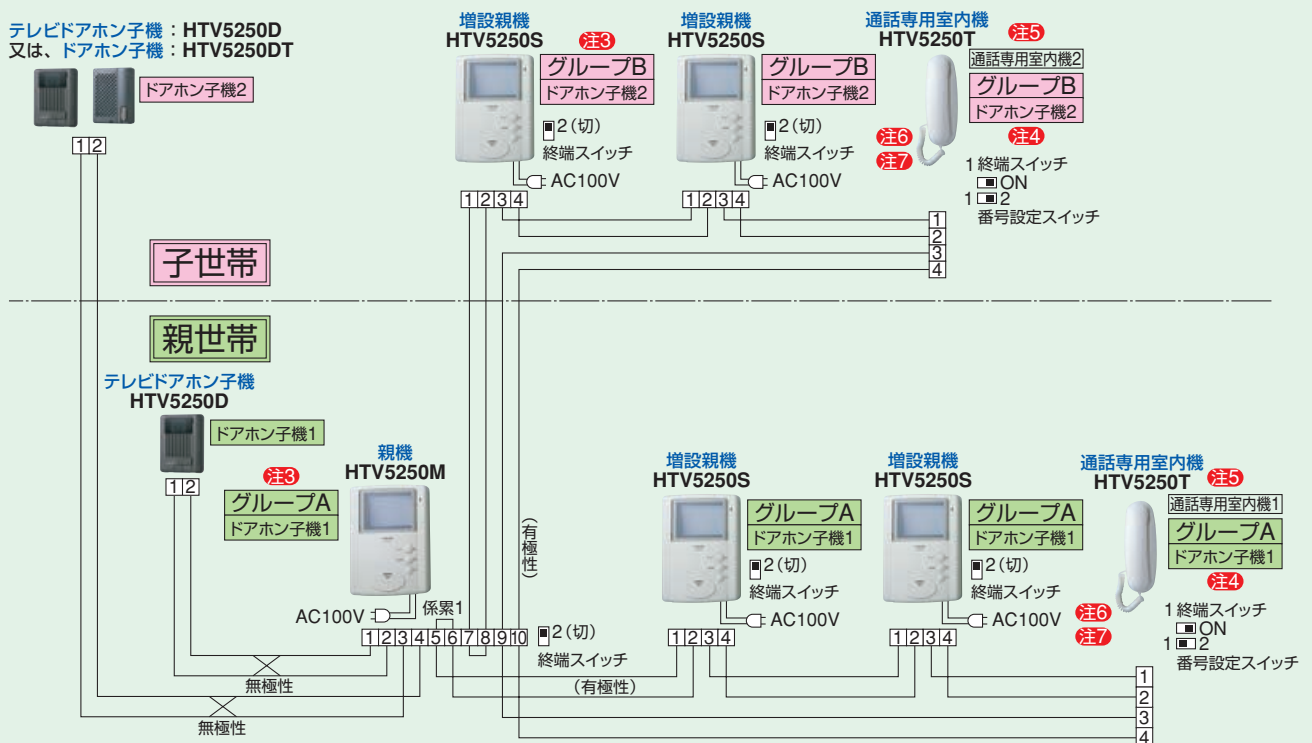 テレビドアホン子機：HTV5250D
又は、ドアホン子機：HTV5250DT
ドアホン子機2
1 2
増設親機
HTV5250S
注3
グループB
ドアホン子機2
2（切）
終端スイッチ
AC100V
1 2 3 4
増設親機
HTV5250S
グループB
ドアホン子機2
2（切）
終端スイッチ
AC100V
1 2 3 4
通話専用室内機
HTV5250T
注5
通話専用室内機2
グループB
ドアホン子機2
注4
注6
注7
1 終端スイッチ
ON
1 2
番号設定スイッチ
1
2
3
4
子世帯
親世帯
テレビドアホン子機
HTV5250D
ドアホン子機1
1 2
注3
グループA
ドアホン子機1
親機
HTV5250M
AC100V
係累1
1 2 3 4 5 6 7 8 9 10
2（切）
終端スイッチ
（有極性）
無極性
無極性
（有極性）
増設親機
HTV5250S
グループA
ドアホン子機1
2（切）
終端スイッチ
AC100V
1 2 3 4
増設親機
HTV5250S
グループA
ドアホン子機1
2（切）
終端スイッチ
AC100V
1 2 3 4
通話専用室内機
HTV5250T
注5
通話専用室内機1
グループA
ドアホン子機1
注4
注6
注7
1 終端スイッチ
ON
1 2
番号設定スイッチ
1
2
3
4